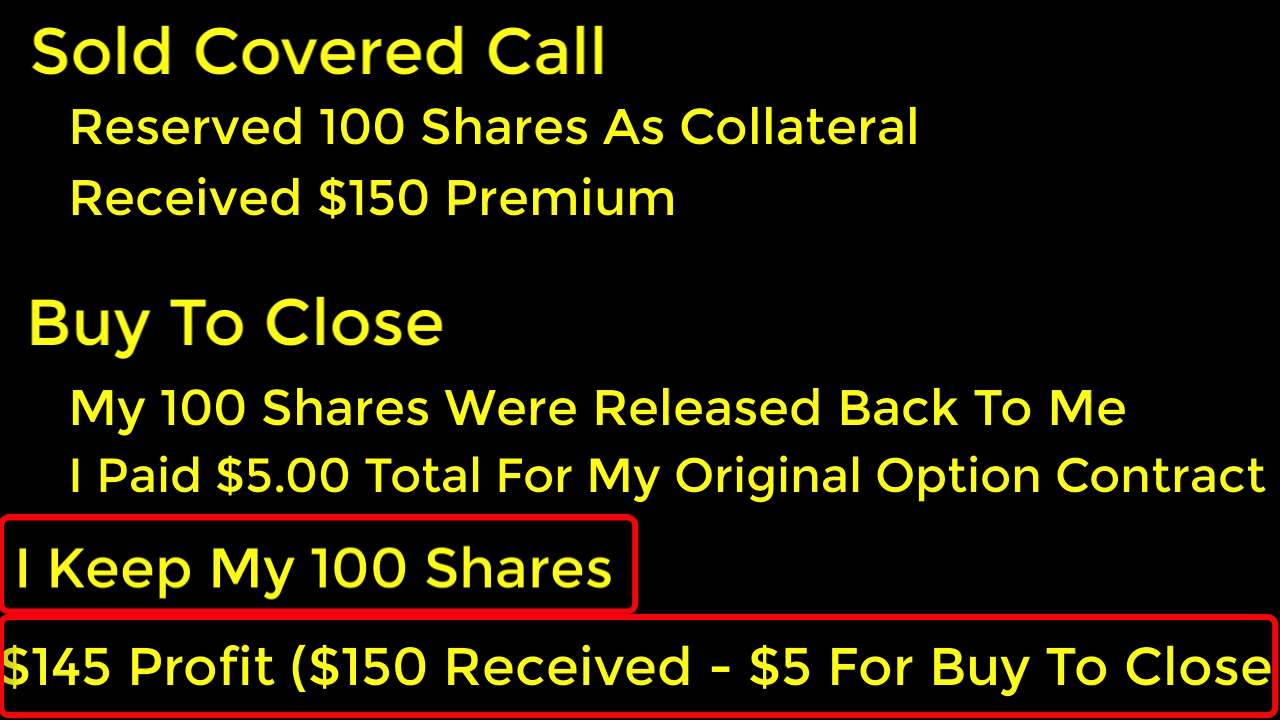 Sold Covered Call
Reserved 100 Shares As Collateral
Received $150 Premium
Buy To Close
My 100 Shares Were Released Back To Me
I Paid $5.00 Total For My Original Option Contract
I Keep My 100 Shares
$145 Profit ($150 Received - $5 For Buy To Close